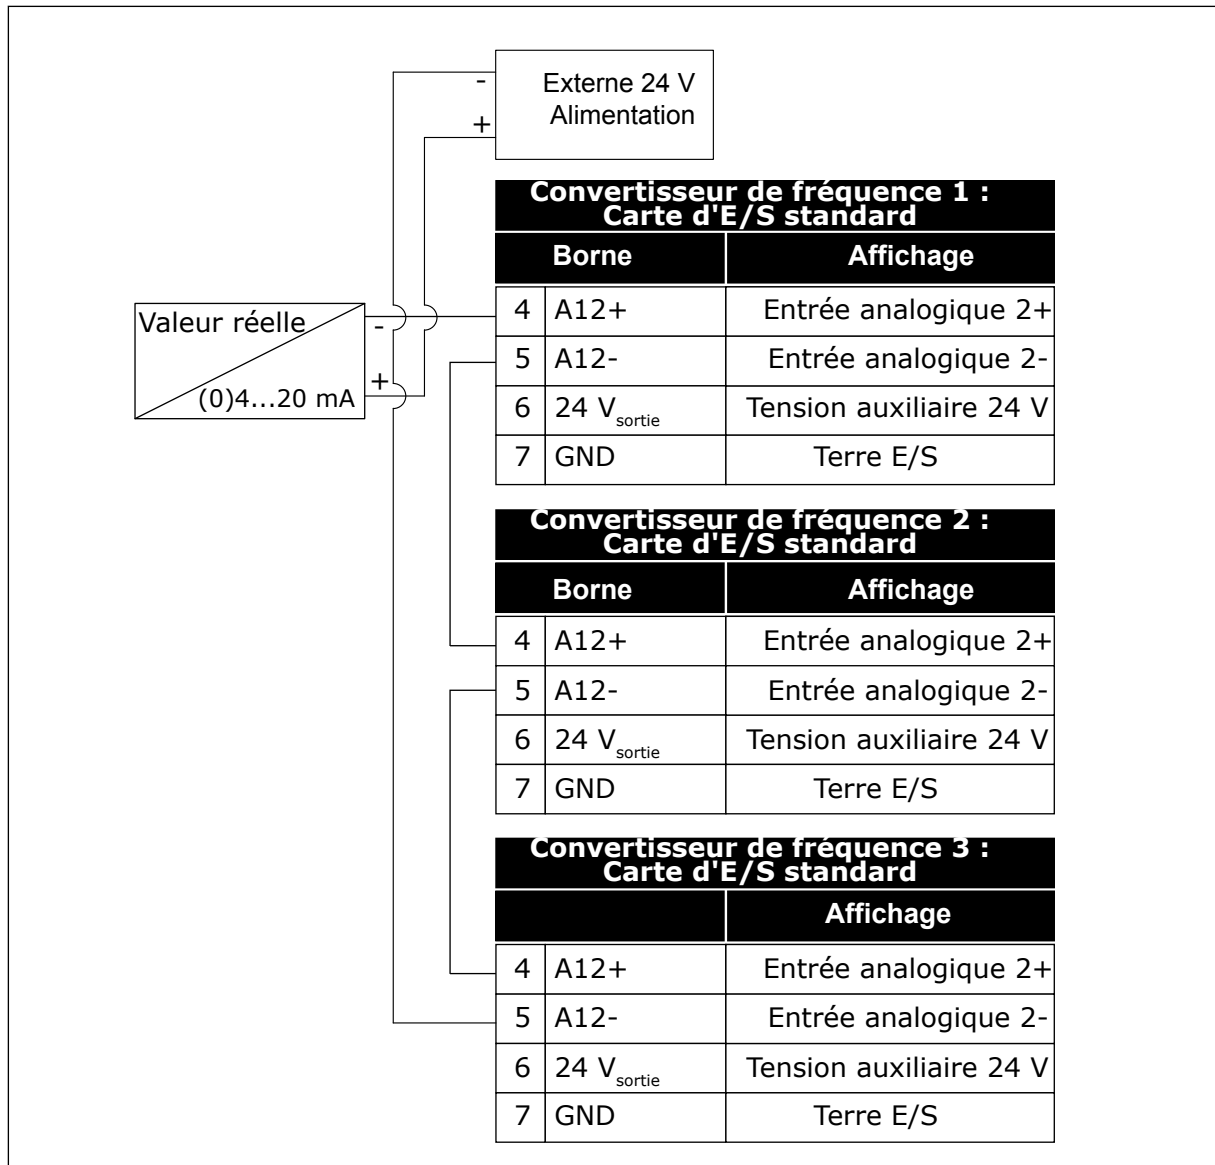 -
Externe 24 V
Alimentation
+
Convertisseur de fréquence 1 :
Carte d'E/S standard
Borne Affichage
Valeur réelle
-
+
(0)4...20 mA
4 A12+ Entrée analogique 2+
5 A12- Entrée analogique 2-
6 24 Vsortie Tension auxiliaire 24 V
7 GND Terre E/S
Convertisseur de fréquence 2 :
Carte d'E/S standard
Borne Affichage
4 A12+ Entrée analogique 2+
5 A12- Entrée analogique 2-
6 24 Vsortie Tension auxiliaire 24 V
7 GND Terre E/S
Convertisseur de fréquence 3 :
Carte d'E/S standard
Affichage
4 A12+ Entrée analogique 2+
5 A12- Entrée analogique 2-
6 24 Vsortie Tension auxiliaire 24 V
7 GND Terre E/S